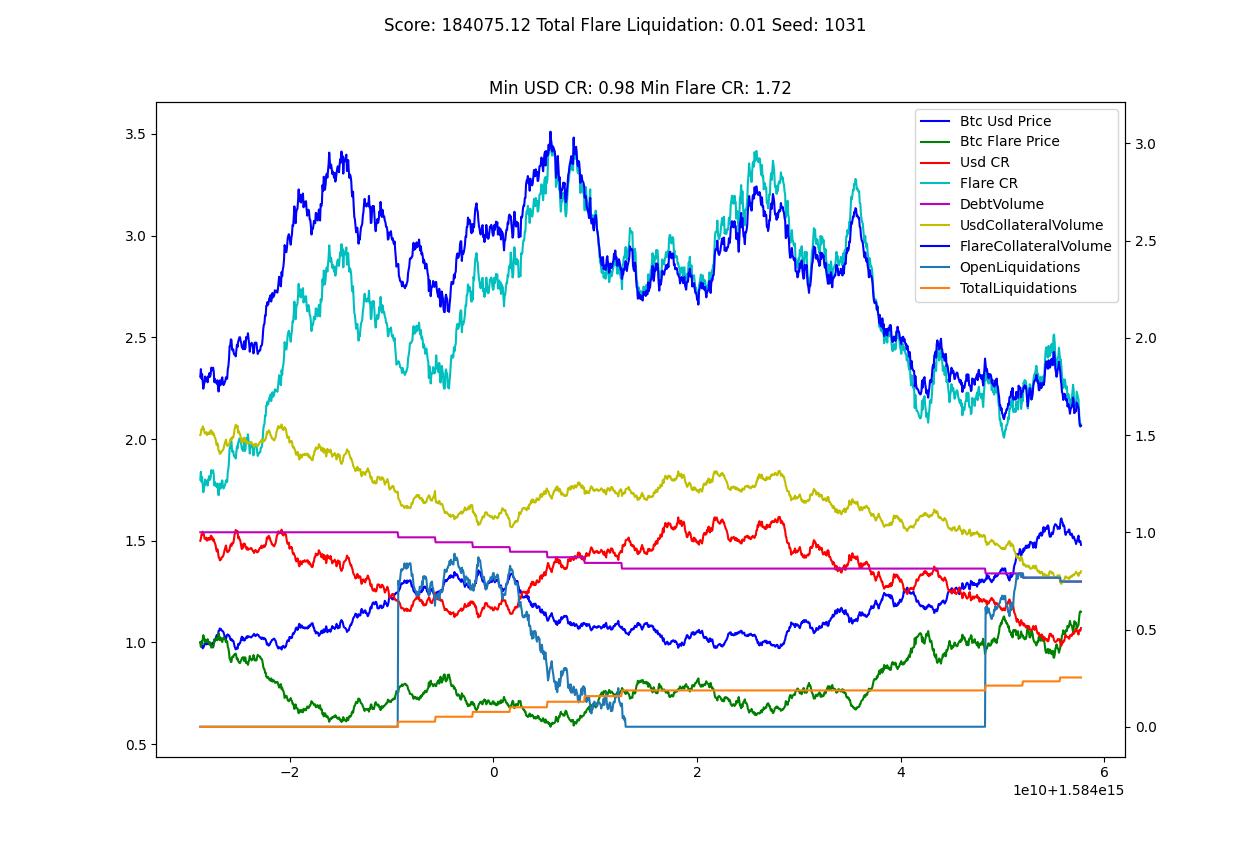 Score: 184075.12 Total Flare Liquidation: 0.01 Seed: 1031
Min USD CR: 0.98 Min Flare CR: 1.72
3.5
3.0
2.5
2.0
1.5
1.0
0.5
3.0
2.5
2.0
1.5
1.0
0.5
0.0
Btc Usd Price
Btc Flare Price
Usd CR
Flare CR
DebtVolume
UsdCollateralVolume
FlareCollateralVolume
OpenLiquidations
TotalLiquidations
−2 0 2 4 6
1e10+1.584e15